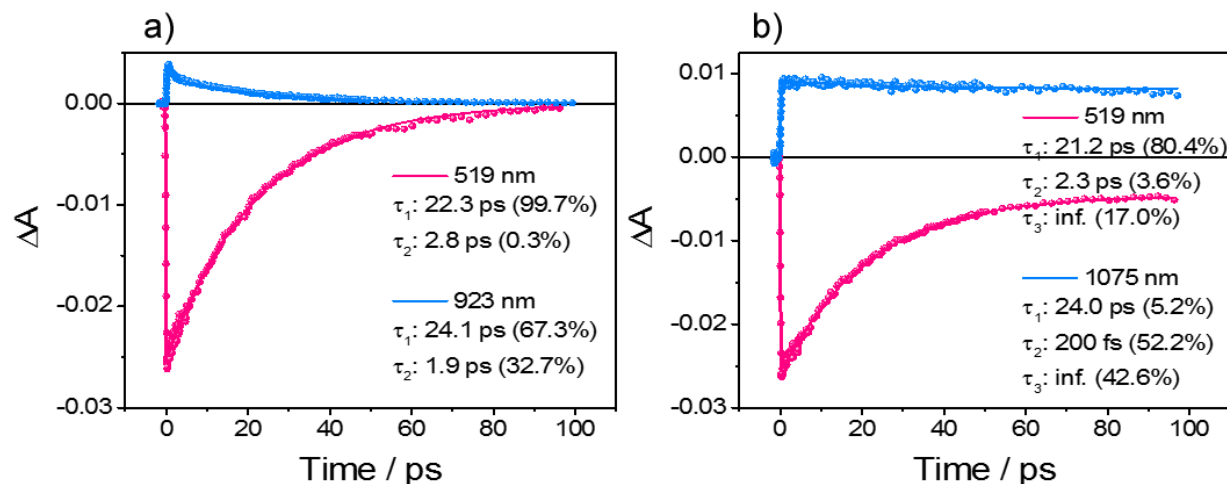 a)
0.00
-0.01
-0.02
-0.03
ΔA
519 nm
τ1: 22.3 ps (99.7%)
τ2: 2.8 ps (0.3%)
923 nm
τ1: 24.1 ps (67.3%)
τ2: 1.9 ps (32.7%)
0 20 40 60 80 100
Time / ps
b)
0.01
0.00
-0.01
-0.02
-0.03
ΔA
519 nm
τ1: 21.2 ps (80.4%)
τ2: 2.3 ps (3.6%)
τ3: inf. (17.0%)
1075 nm
τ1: 24.0 ps (5.2%)
τ2: 200 fs (52.2%)
τ3: inf. (42.6%)
0 20 40 60 80 100
Time / ps